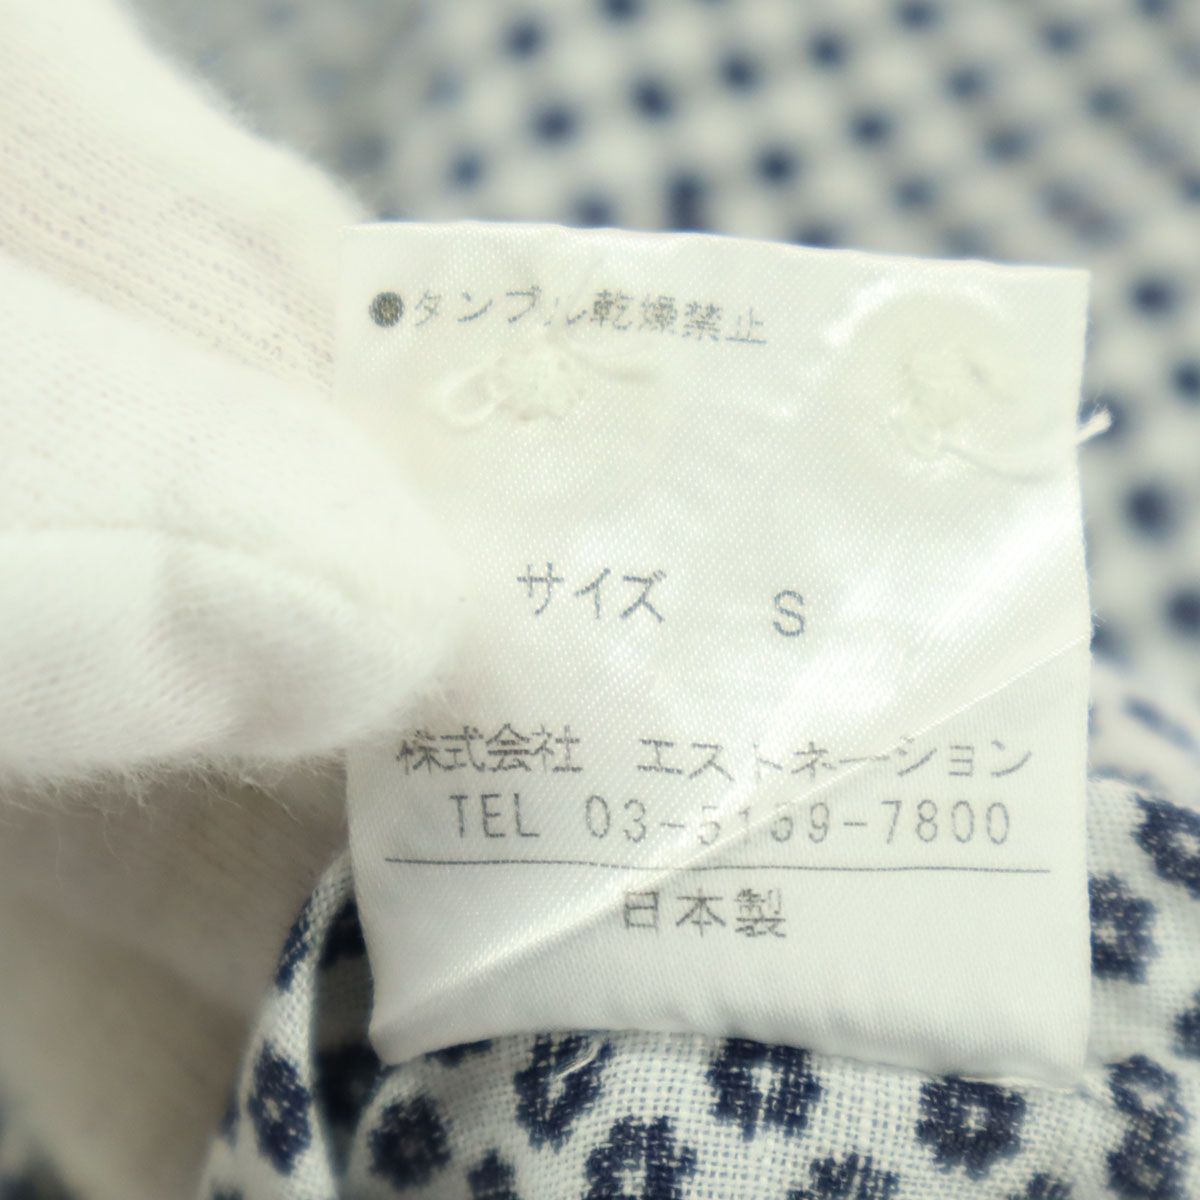 ●タンブル乾燥禁止
サイズ S
株式会社 エストネーション
TEL 03-5159-7800
日本製